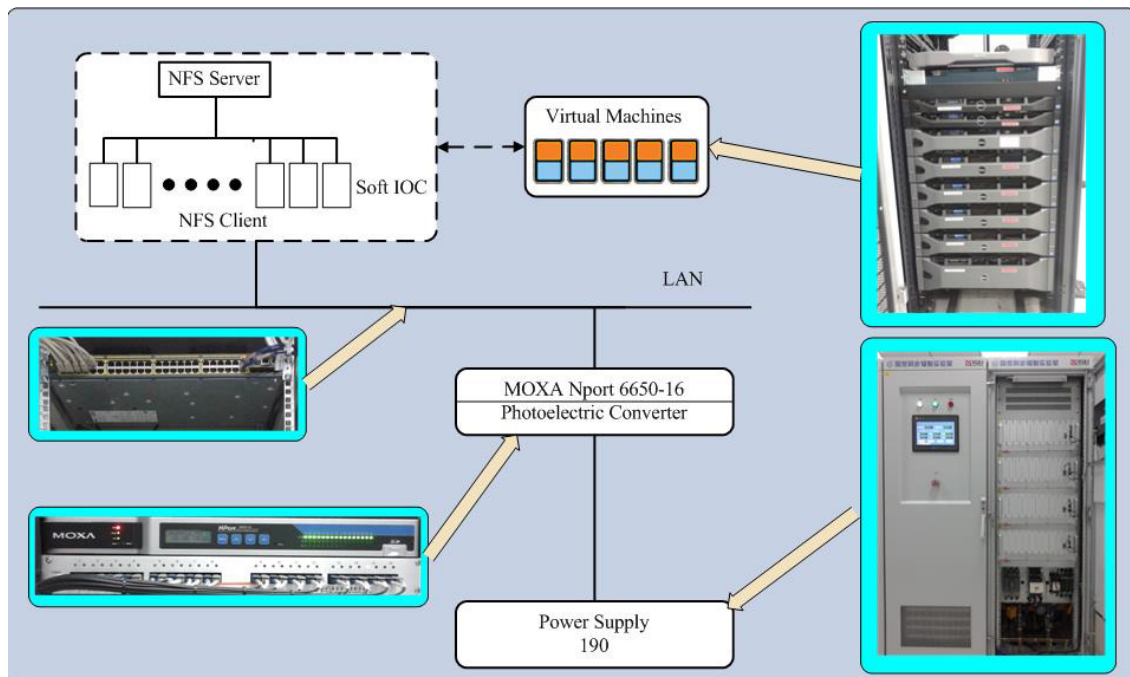 NFS Server
Soft IOC
NFS Client
Virtual Machines
LAN
MOXA Nport 6650-16
Photoelectric Converter
MOXA
NPort
Power Supply
190